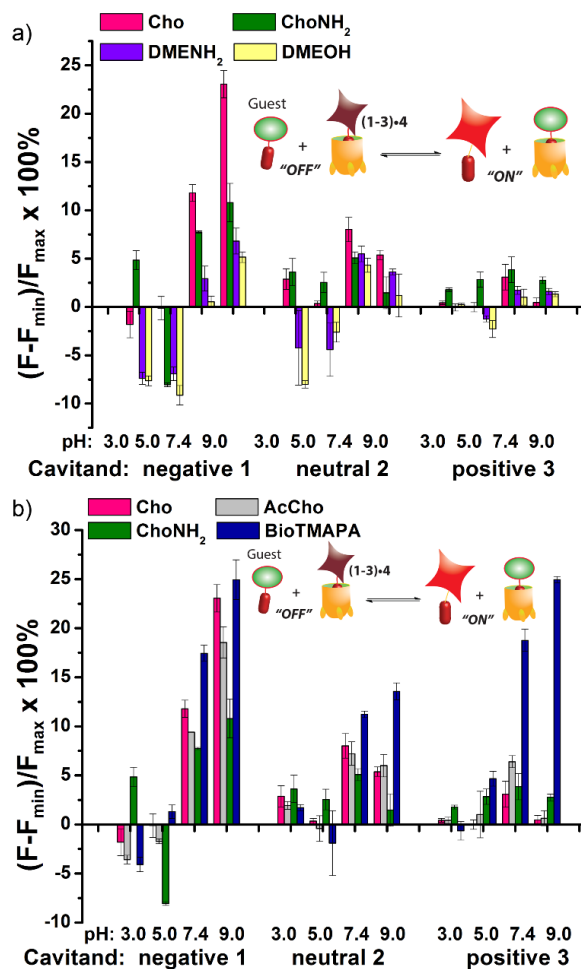 a)
Cho
ChoNH₂
DMENH₂
DMEOH
(F-Fmin)/Fmax x 100%
25
20
15
10
5
0
-5
-10
Guest
+
(1-3)•4
"OFF"
+
"ON"
pH: 3.0 5.0 7.4 9.0 3.0 5.0 7.4 9.0 3.0 5.0 7.4 9.0
Cavitand: negative 1 neutral 2 positive 3
b)
Cho
AcCho
ChoNH₂
BioTMAPA
(F-Fmin)/Fmax x 100%
30
25
20
15
10
5
0
-5
-10
Guest
+
(1-3)•4
"OFF"
+
"ON"
pH: 3.0 5.0 7.4 9.0 3.0 5.0 7.4 9.0 3.0 5.0 7.4 9.0
Cavitand: negative 1 neutral 2 positive 3